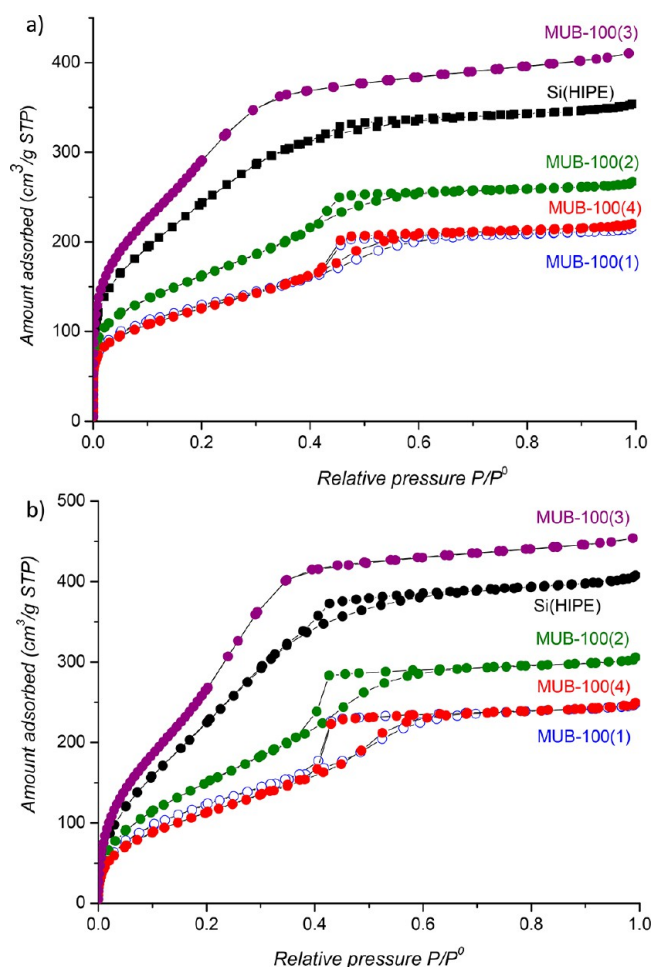 a)
MUB-100(3)
400
Si(HIPE)
300
MUB-100(2)
200
MUB-100(4)
MUB-100(1)
100
0
0.0 0.2 0.4 0.6 0.8 1.0
Amount adsorbed (cm³/g STP)
Relative pressure P/P⁰
b)
500
MUB-100(3)
400
Si(HIPE)
300
MUB-100(2)
MUB-100(4)
200
MUB-100(1)
100
0
0.0 0.2 0.4 0.6 0.8 1.0
Amount adsorbed (cm³/g STP)
Relative pressure P/P⁰